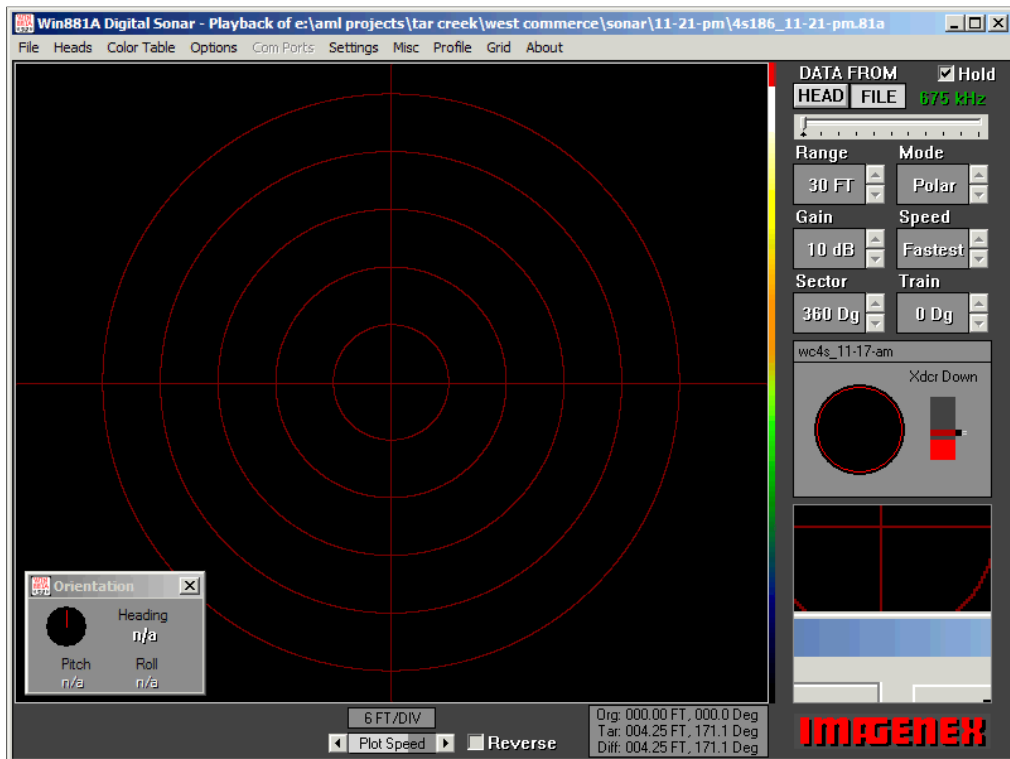 Win881A Digital Sonar - Playback of e:\aml projects\tar creek\west commerce\sonar\11-21-pm\4s186_11-21-pm.81a
File Heads Color Table Options Com Ports Settings Misc Profile Grid About
DATA FROM Hold
HEAD FILE 675 kHz
Range Mode
30 FT Polar
Gain Speed
10 dB Fastest
Sector Train
360 Dg 0 Dg
wc4s_11-17-am
Xdcr Down
Orientation
Heading
n/a
Pitch Roll
n/a n/a
6 FT/DIV
Plot Speed Reverse
Org: 000.00 FT, 000.0 Deg
Tar: 004.25 FT, 171.1 Deg
Diff: 004.25 FT, 171.1 Deg
IMAGENEX